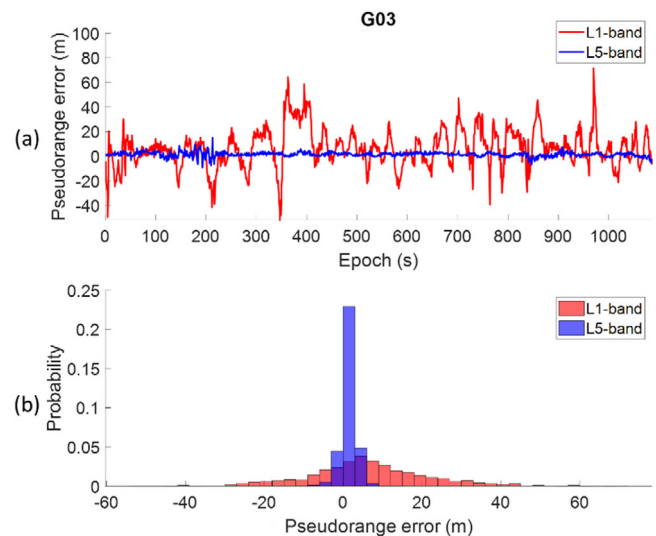 G03
(a)
Pseudorange error (m)
100
80
60
40
20
0
-20
-40
L1-band
L5-band
0 100 200 300 400 500 600 700 800 900 1000
Epoch (s)
(b)
Probability
0.25
0.2
0.15
0.1
0.05
0
L1-band
L5-band
-60 -40 -20 0 20 40 60
Pseudorange error (m)